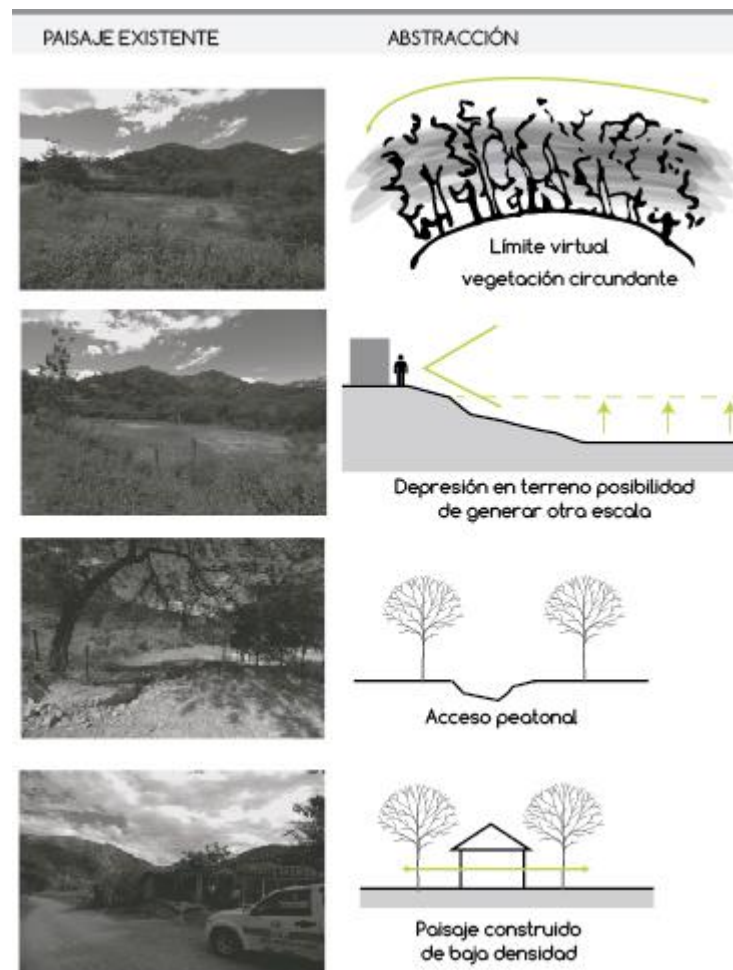 PAISAJE EXISTENTE
ABSTRACCIÓN
Límite virtual
vegetación circundante
Depresión en terreno posibilidad
de generar otra escala
Acceso peatonal
Paisaje construido
de baja densidad